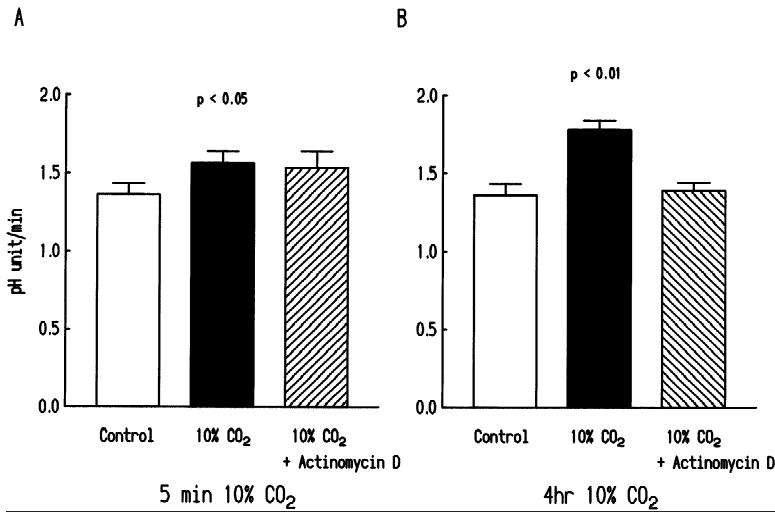 A
p < 0.05
2.0
1.5
1.0
0.5
0.0
pH unit/min
Control
10% CO2
10% CO2
+ Actinomycin D
5 min 10% CO2
B
p < 0.01
2.0
1.5
1.0
0.5
0.0
Control
10% CO2
10% CO2
+ Actinomycin D
4hr 10% CO2